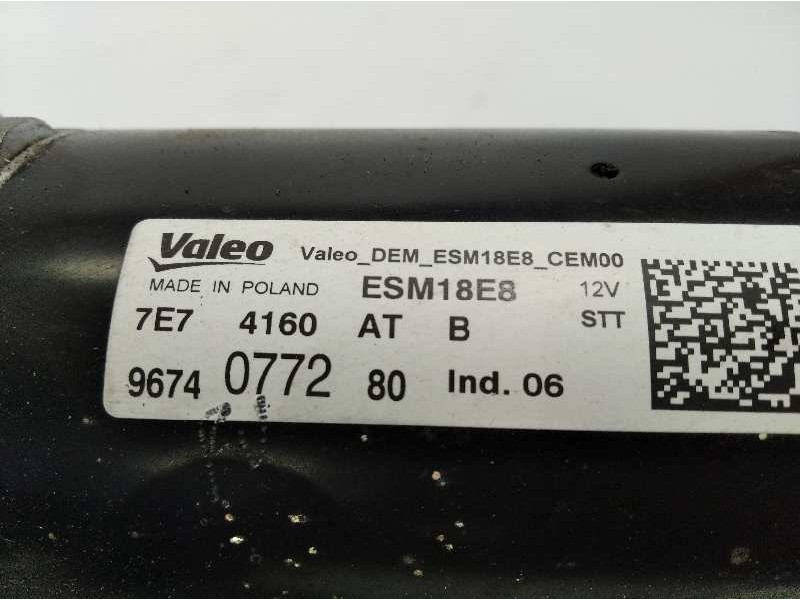 Valeo Valeo_DEM_ESM18E8_CEM00
MADE IN POLAND ESM18E8 12V
7E7 4160 AT B STT
9674 0772 80 Ind. 06